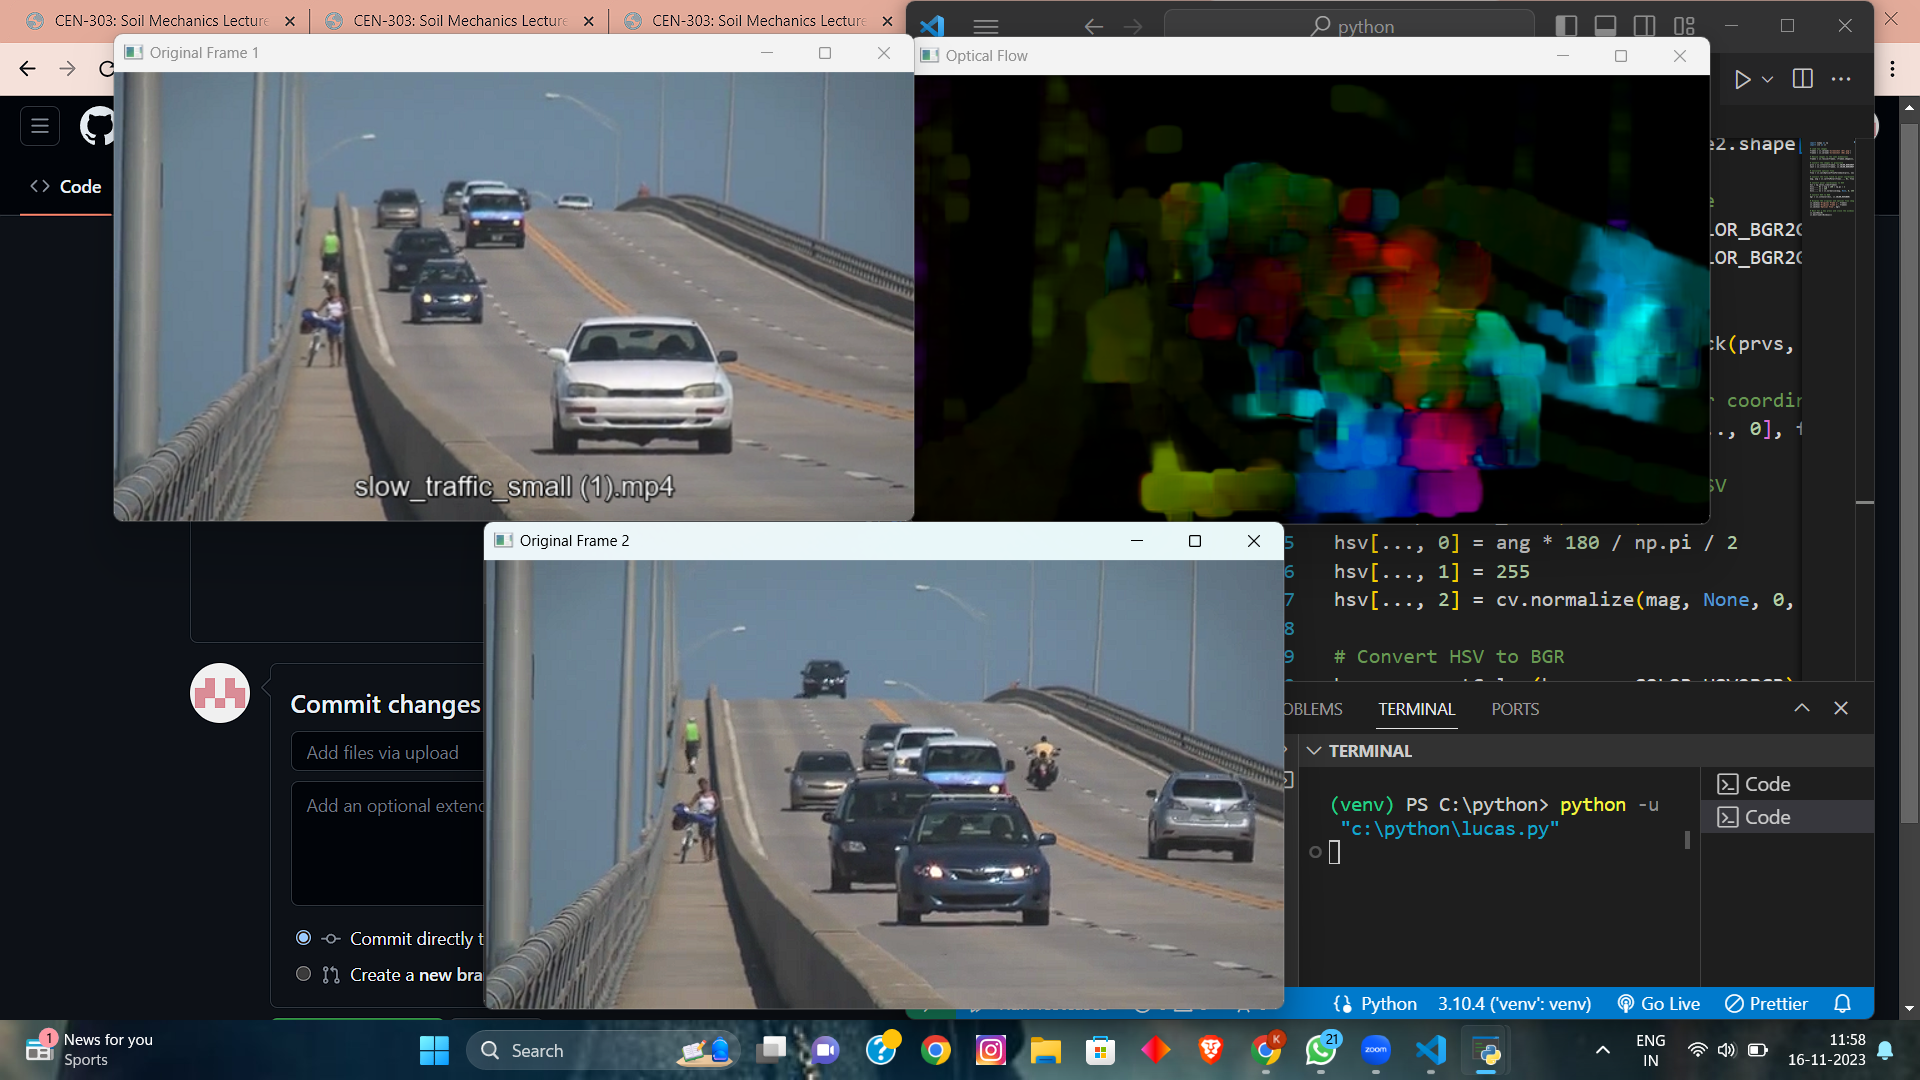 CEN-303: Soil Mechanics Lecture
CEN-303: Soil Mechanics Lecture
CEN-303: Soil Mechanics Lecture
python
Original Frame 1
Optical Flow
Code
slow_traffic_small (1).mp4
e2.shape[
e
LOR_BGR2
LOR_BGR2
ck(prvs,
r coordin
., 0], f
SV
Original Frame 2
5 hsv[..., 0] = ang * 180 / np.pi / 2
6 hsv[..., 1] = 255
7 hsv[..., 2] = cv.normalize(mag, None, 0,
8
9 # Convert HSV to BGR
Commit changes
Add files via upload
Add an optional extend
Commit directly t
Create a new bra
OBLEMS
TERMINAL
PORTS
TERMINAL
(venv) PS C:\python> python -u
"c:\python\lucas.py"
Code
Code
Python
3.10.4 ('venv': venv)
Go Live
Prettier
1
News for you
Sports
Search
K
21
zoom
ENG
IN
11:58
16-11-2023